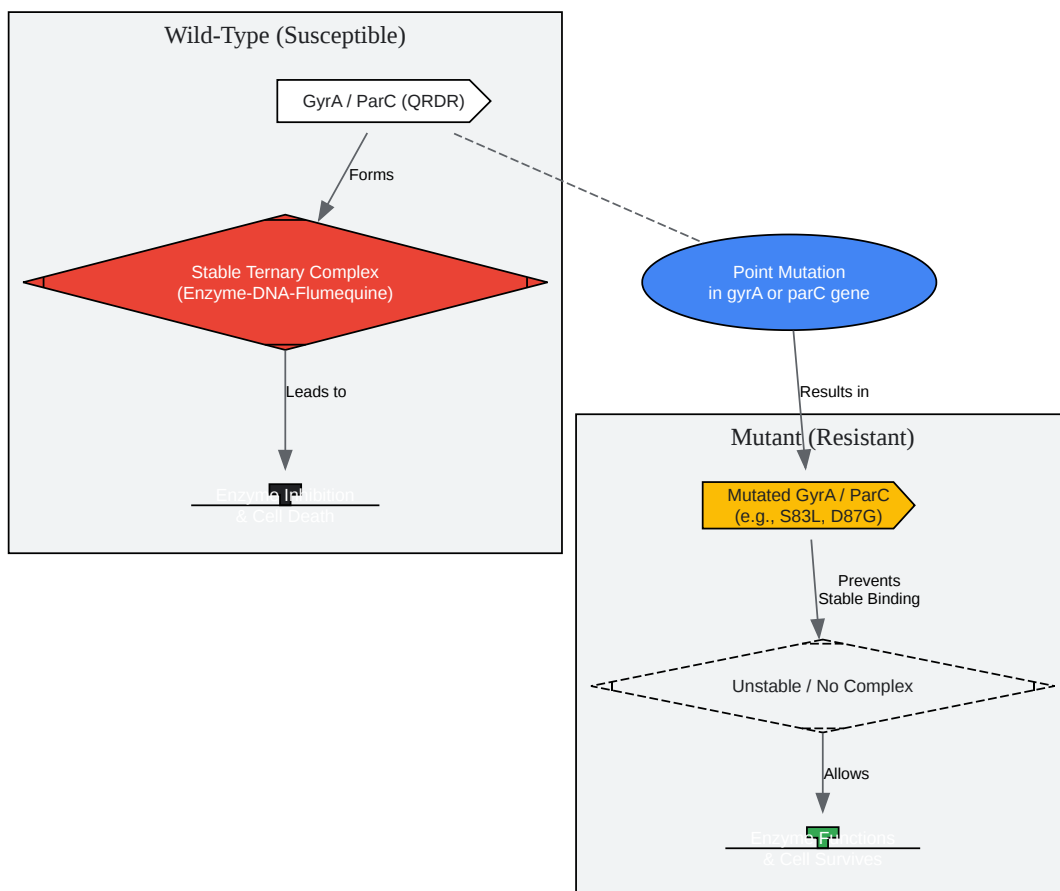 Wild-Type (Susceptible)
GyrA / ParC (QRDR)
Forms
Stable Ternary Complex
(Enzyme-DNA-Flumequine)
Leads to
Enzyme Inhibition
& Cell Death
Point Mutation
in gyrA or parC gene
Results in
Mutant (Resistant)
Mutated GyrA / ParC
(e.g., S83L, D87G)
Prevents
Stable Binding
Unstable / No Complex
Allows
Enzyme Functions
& Cell Survives